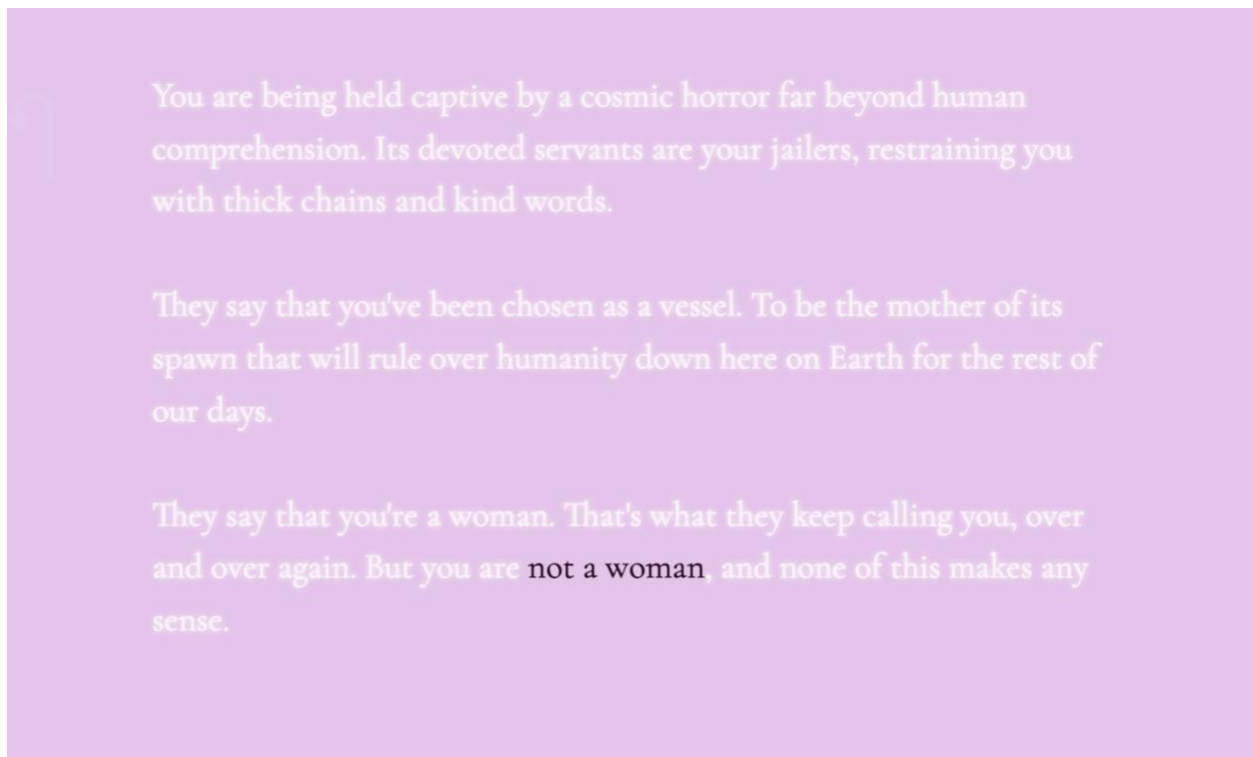 You are being held captive by a cosmic horror far beyond human
comprehension. Its devoted servants are your jailers, restraining you
with thick chains and kind words.
They say that you've been chosen as a vessel. To be the mother of its
spawn that will rule over humanity down here on Earth for the rest of
our days.
They say that you're a woman. That's what they keep calling you, over
and over again. But you are not a woman, and none of this makes any
sense.